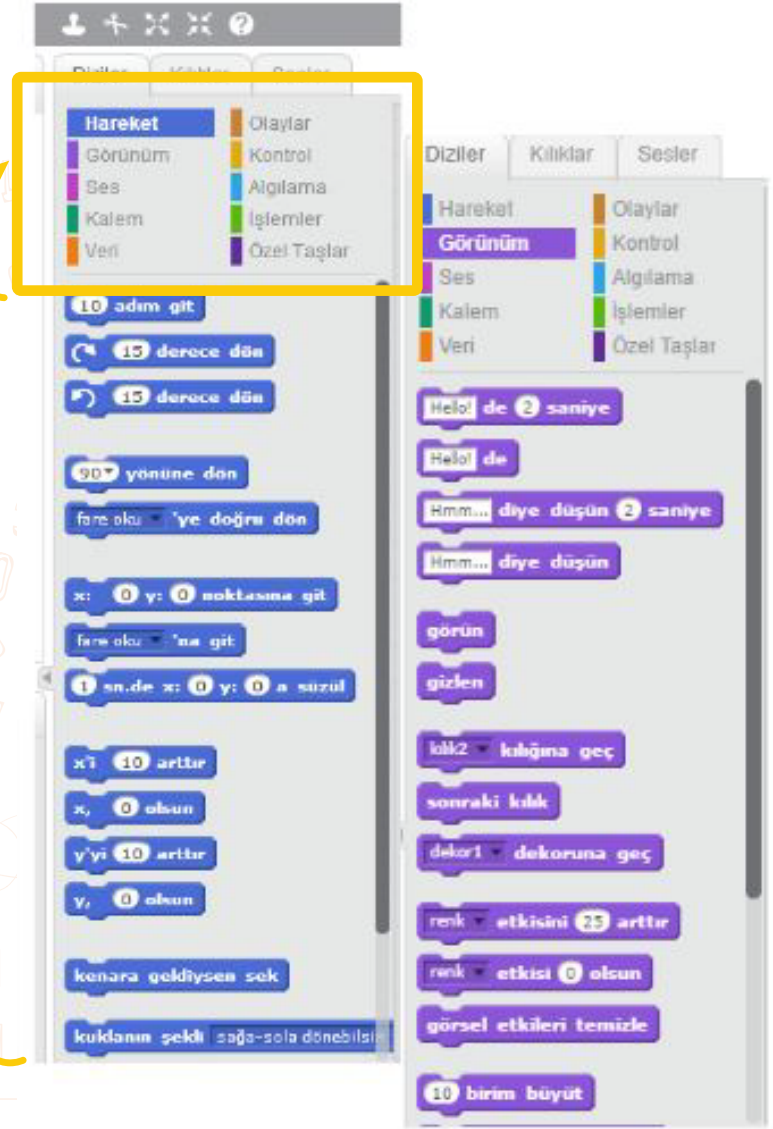 Diziler Kılıklar Sesler
Hareket Olaylar
Görünüm Kontrol
Ses Algılama
Kalem İşlemler
Veri Özel Taşlar
10 adım git
15 derece dön
15 derece dön
90 yönüne dön
fare oku 'ye doğru dön
x: 0 y: 0 noktasına git
fare oku 'na git
1 sn.de x: 0 y: 0 a süzül
x'i 10 arttır
x, 0 olsun
y'yi 10 arttır
y, 0 olsun
kenara geldiysen sek
kuklanın şekli sağa-sola dönebilsi
Diziler Kılıklar Sesler
Hareket Olaylar
Görünüm Kontrol
Ses Algılama
Kalem İşlemler
Veri Özel Taşlar
Hello! de 2 saniye
Hello! de
Hmm... diye düşün 2 saniye
Hmm... diye düşün
görün
gizlen
kılık2 kılığına geç
sonraki kılık
dekor1 dekoruna geç
renk etkisini 25 arttır
renk etkisi 0 olsun
görsel etkileri temizle
10 birim büyüt